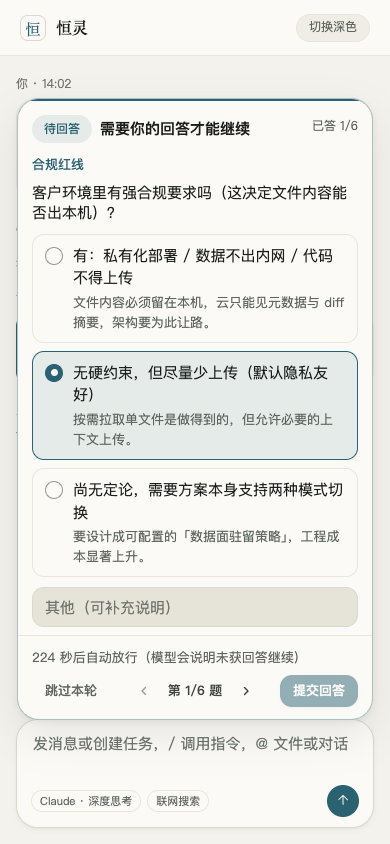 恒 恒灵 切换深色
你 · 14:02
待回答 需要你的回答才能继续 已答 1/6
合规红线
客户环境里有强合规要求吗（这决定文件内容能
否出本机）?
有: 私有化部署 / 数据不出内网 / 代码
不得上传
文件内容必须留在本机，云只能见元数据与 diff
摘要，架构要为此让路。
无硬约束，但尽量少上传（默认隐私友
好）
按需拉取单文件是做得到的，但允许必要的上
下文上传。
尚无定论，需要方案本身支持两种模式切
换
要设计成可配置的「数据面驻留策略」，工程成
本显著上升。
其他（可补充说明）
224 秒后自动放行（模型会说明未获回答继续）
跳过本轮 第 1/6 题 提交回答
发消息或创建任务，/ 调用指令，@ 文件或对话
Claude · 深度思考 联网搜索